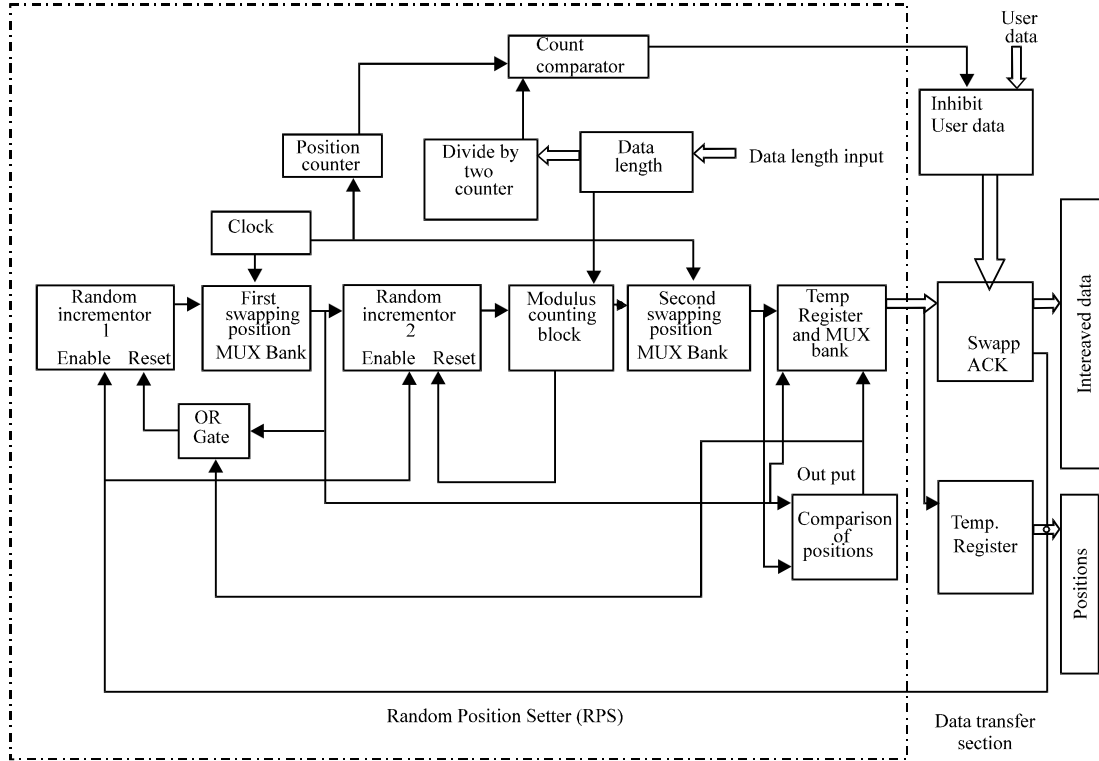 User
data
Count
comparator
Inhibit
User data
Position
counter
Divide by
two
counter
Data
length
Data length input
Clock
Random
incrementor
1
Enable Reset
First
swapping
position
MUX Bank
Random
incrementor
2
Enable Reset
Modulus
counting
block
Second
swapping
position
MUX Bank
Temp
Register
and MUX
bank
Swapp
ACK
Intereaved data
OR
Gate
Out put
Comparison
of
positions
Temp.
Register
Positions
Random Position Setter (RPS)
Data transfer
section